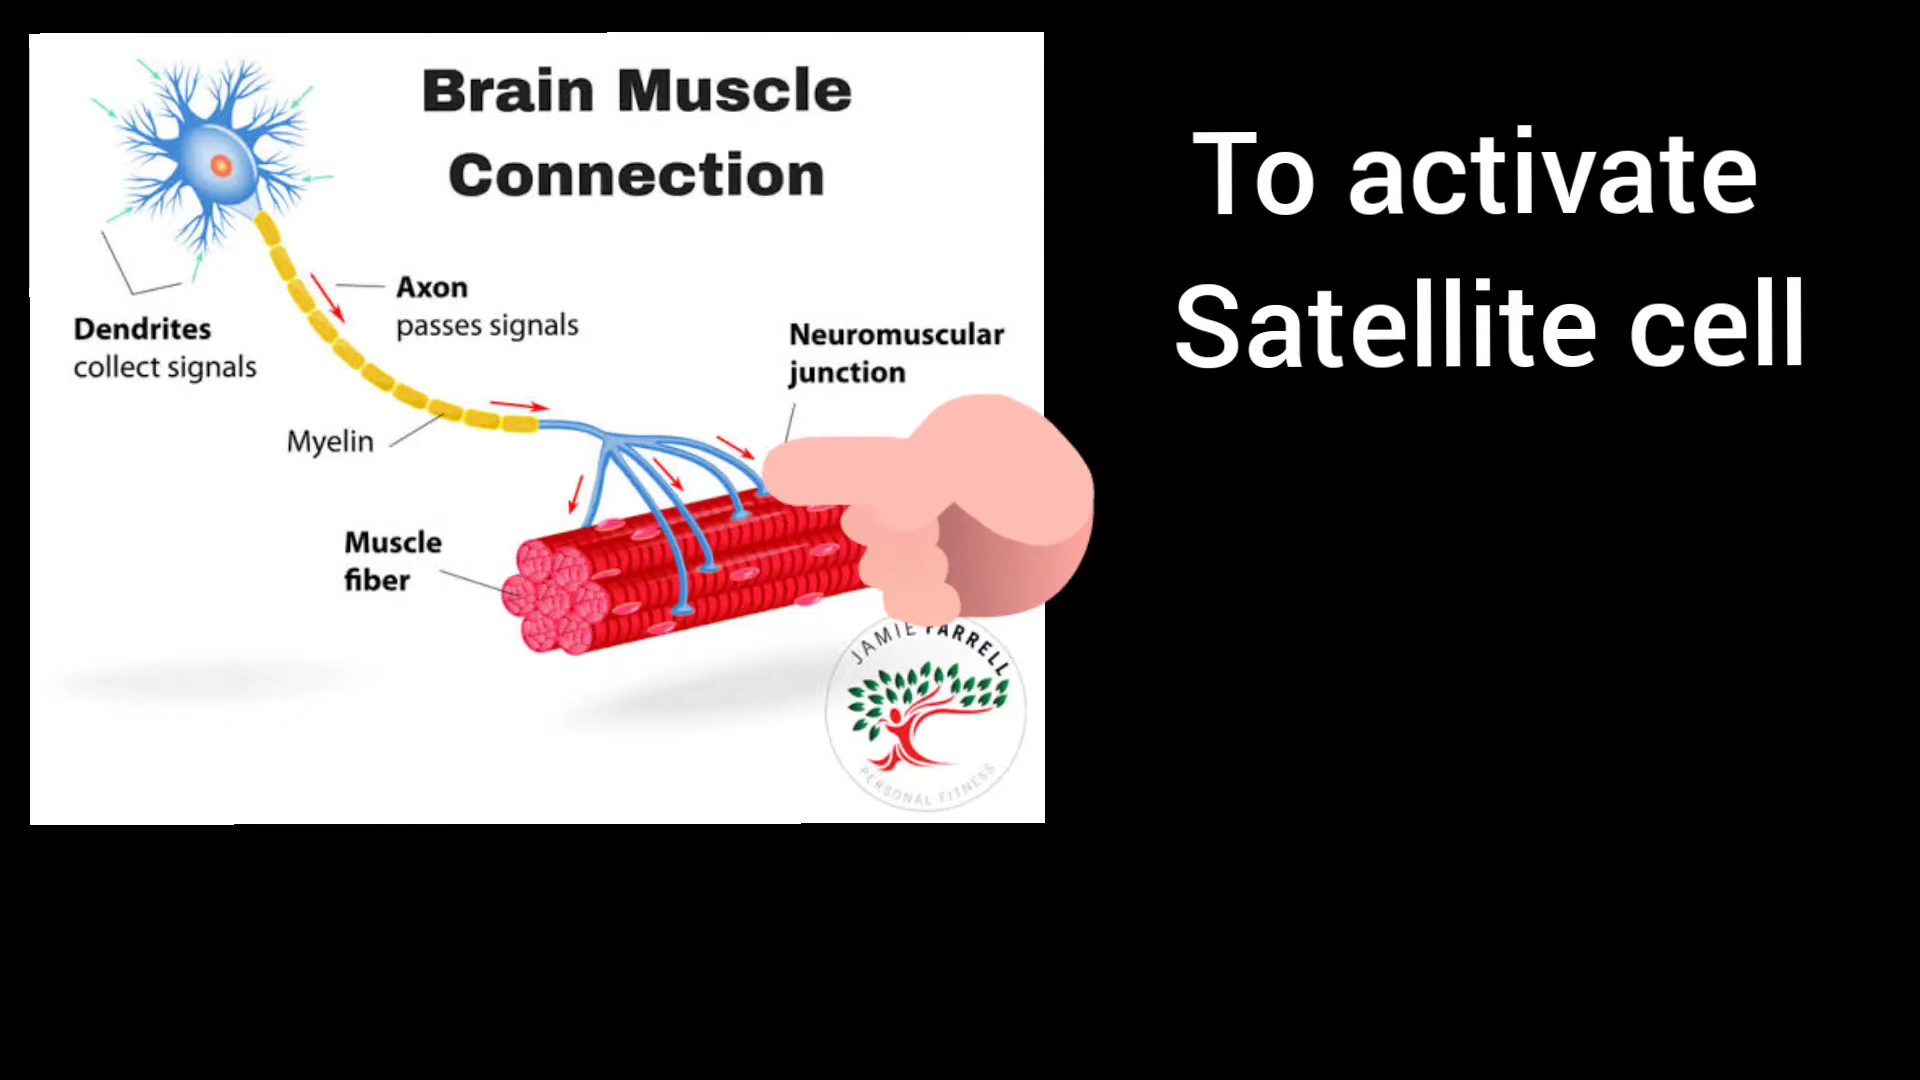 Brain Muscle
Connection
To activate
Satellite cell
Axon
passes signals
Dendrites
collect signals
Neuromuscular
junction
Myelin
Muscle
fiber
JAMIE FARRELL
PERSONAL FITNESS